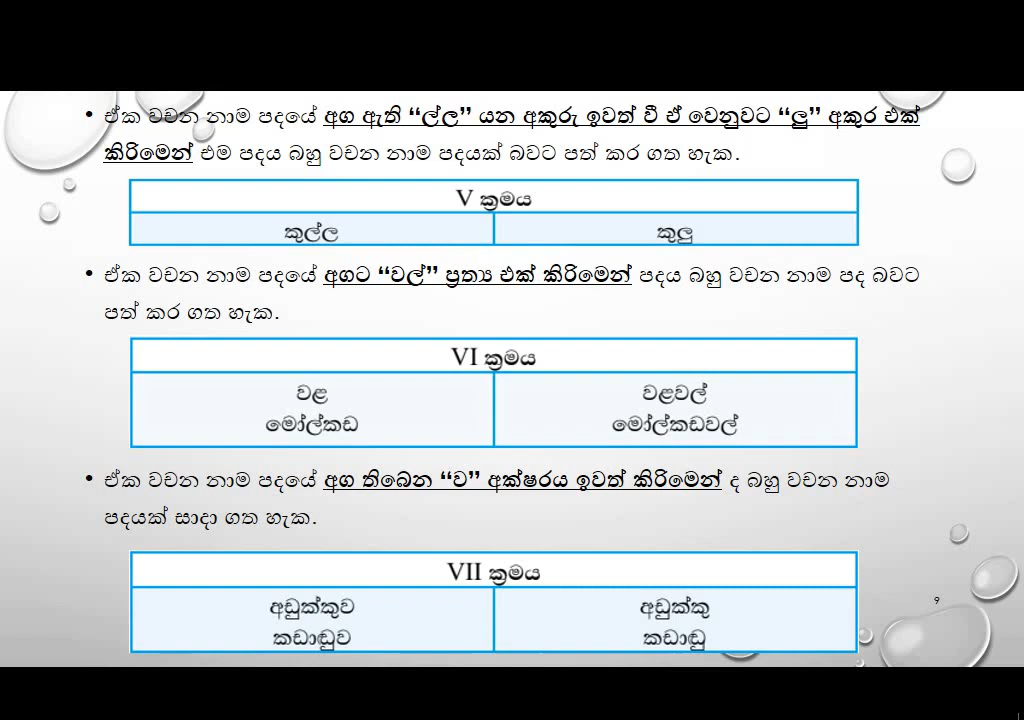 • ඒක වචන නාම පදයේ අග ඇති “ල්ල” යන අකුරු ඉවත් වී ඒ වෙනුවට “ලු” අකුර එක්
කිරිමෙන් එම පදය බහු වචන නාම පදයක් බවට පත් කර ගත හැක.
V ක්‍රමය
කුල්ල කුලු
• ඒක වචන නාම පදයේ අගට “වල්” ප්‍රත්‍ය එක් කිරිමෙන් පදය බහු වචන නාම පද බවට
පත් කර ගත හැක.
VI ක්‍රමය
වළ වළවල්
මෝල්කඩ මෝල්කඩවල්
• ඒක වචන නාම පදයේ අග තිබෙන “ව” අක්ෂරය ඉවත් කිරිමෙන් ද බහු වචන නාම
පදයක් සාදා ගත හැක.
VII ක්‍රමය
අඩුක්කුව අඩුක්කු
කඩාඳුව කඩාඳු
9